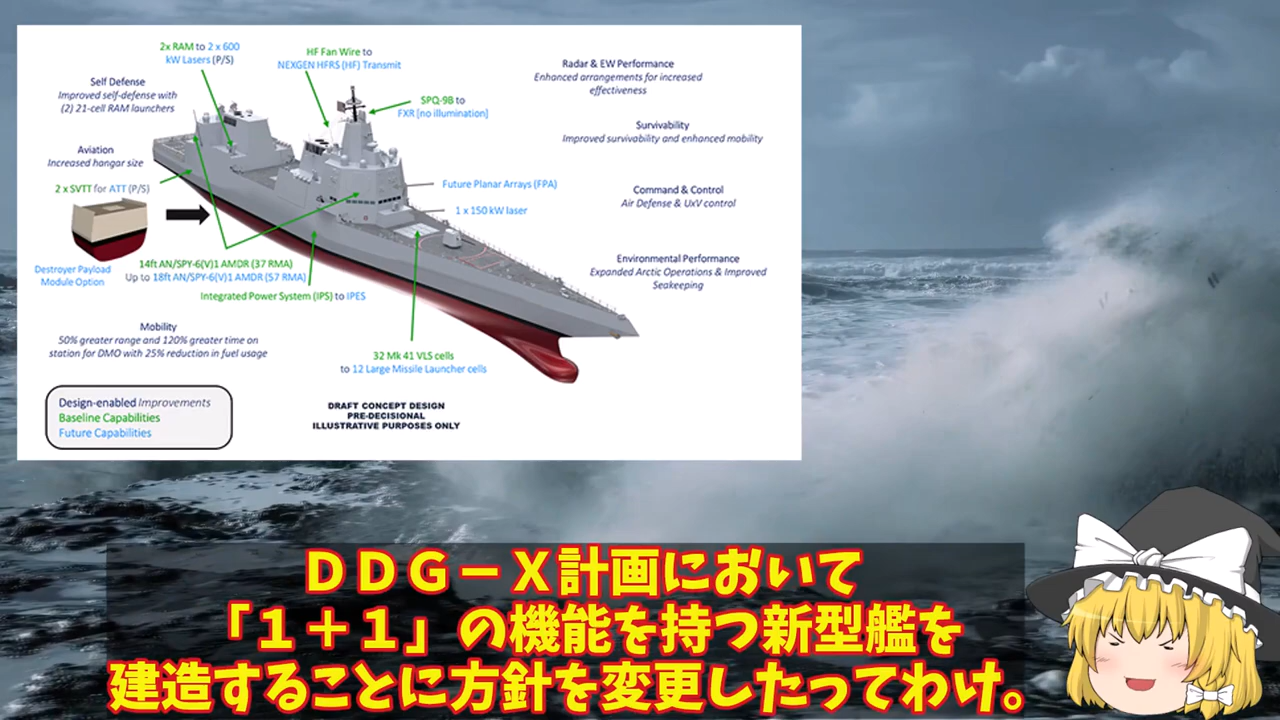 2x RAM to 2 x 600
kW Lasers (P/S)
HF Fan Wire to
NEXGEN HFRS (HF) Transmit
SPQ-9B to
FXR [no illumination]
Self Defense
Improved self-defense with
(2) 21-cell RAM launchers
Aviation
Increased hangar size
2 x SVTT for ATT (P/S)
Destroyer Payload
Module Option
Future Planar Arrays (FPA)
1 x 150 kW laser
14ft AN/SPY-6(V)1 AMDR (37 RMA)
Up to 18ft AN/SPY-6(V)1 AMDR (57 RMA)
Integrated Power System (IPS) to IPES
Mobility
50% greater range and 120% greater time on
station for DMO with 25% reduction in fuel usage
32 Mk 41 VLS cells
to 12 Large Missile Launcher cells
Radar & EW Performance
Enhanced arrangements for increased
effectiveness
Survivability
Improved survivability and enhanced mobility
Command & Control
Air Defense & UxV control
Environmental Performance
Expanded Arctic Operations & Improved
Seakeeping
Design-enabled Improvements
Baseline Capabilities
Future Capabilities
DRAFT CONCEPT DESIGN
PRE-DECISIONAL
ILLUSTRATIVE PURPOSES ONLY
DDG－X計画において
「１＋１」の機能を持つ新型艦を
建造することに方針を変更したってわけ。